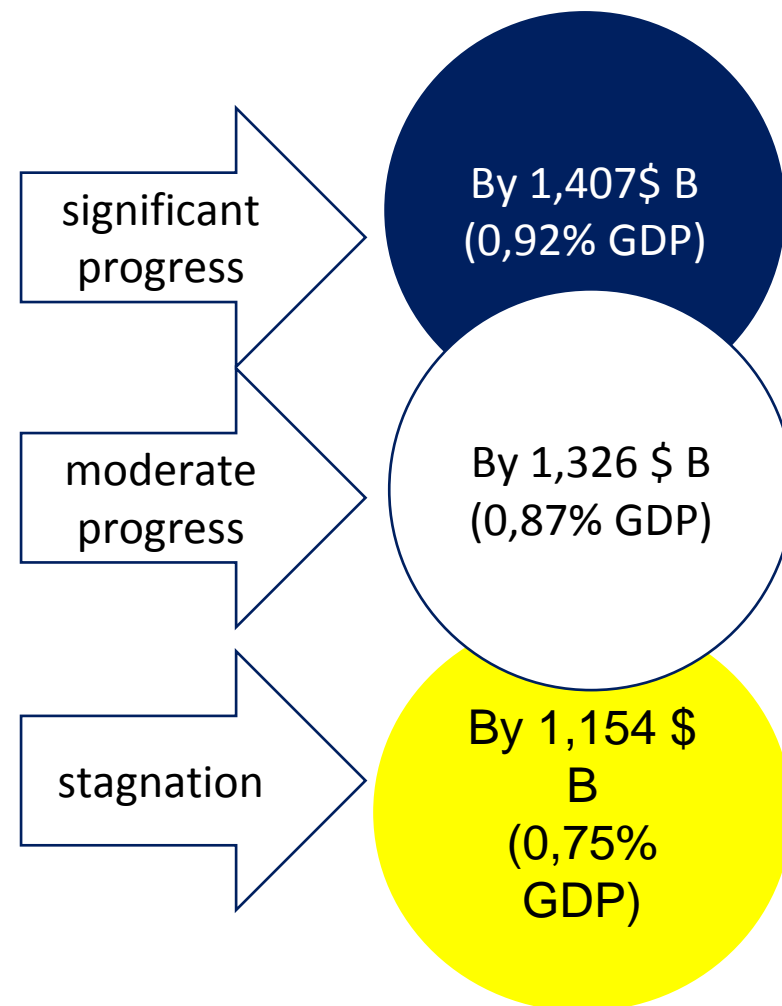 significant
progress
By 1,407$ B
(0,92% GDP)
moderate
progress
By 1,326 $ B
(0,87% GDP)
stagnation
By 1,154 $
B
(0,75%
GDP)